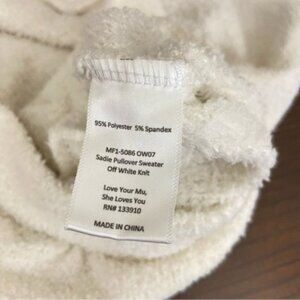 95% Polyester 5% Spandex
MF1-5086 OW07
Sadie Pullover Sweater
Off White Knit
Love Your Mu,
She Loves You
RN# 133910
MADE IN CHINA